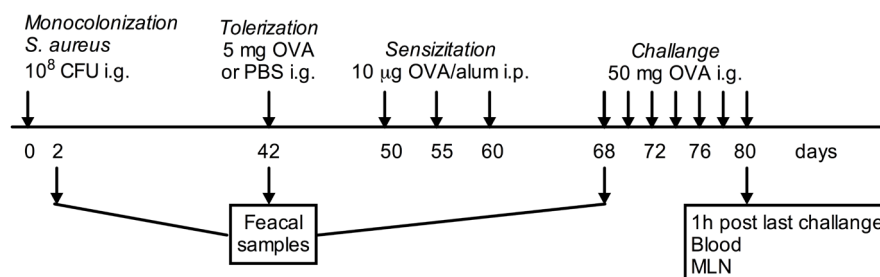 Monocolonization
S. aureus
10⁸ CFU i.g.
Tolerization
5 mg OVA
or PBS i.g.
Sensizitation
10 µg OVA/alum i.p.
Challange
50 mg OVA i.g.
0 2 42 50 55 60 68 72 76 80 days
Feacal
samples
1h post last challange
Blood
MLN